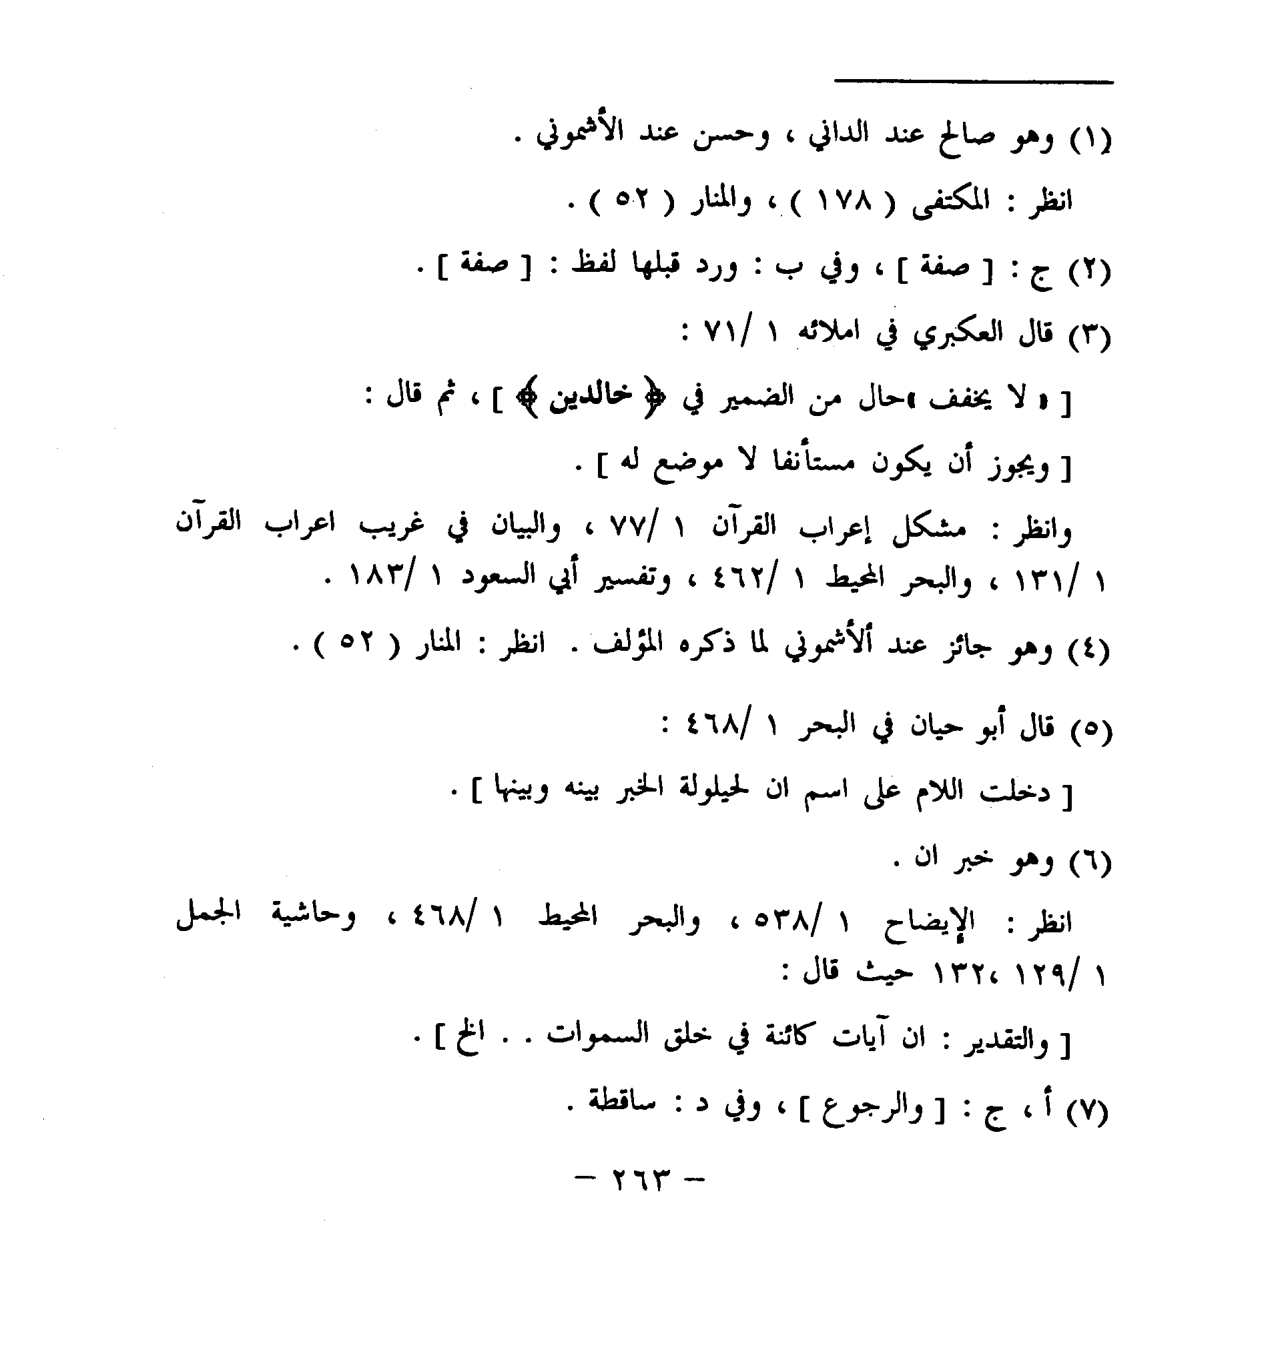 (١) وهو صالح عند الداني ، وحسن عند الأشموني .
انظر : المكتفى ( ١٧٨ ) ، والمنار ( ٥٢ ) .
(٢) ج : [ صفة ] ، وفي ب : ورد قبلها لفظ : [ صفة ] .
(٣) قال العكبري في املائه ١ /٧١ :
[ « لا يخفف »حال من الضمير في ﴿ خالدين ﴾ ] ، ثم قال :
[ ويجوز أن يكون مستأنفا لا موضع له ] .
وانظر : مشكل إعراب القرآن ١ /٧٧ ، والبيان في غريب اعراب القرآن
١ /١٣١ ، والبحر المحيط ١ /٤٦٢ ، وتفسير أبي السعود ١ /١٨٣ .
(٤) وهو جائز عند ألأشموني لما ذكره المؤلف . انظر : المنار ( ٥٢ ) .
(٥) قال أبو حيان في البحر ١ /٤٦٨ :
[ دخلت اللام على اسم ان لحيلولة الخبر بينه وبينها ] .
(٦) وهو خبر ان .
انظر : الإيضاح ١ /٥٣٨ ، والبحر المحيط ١ /٤٦٨ ، وحاشية الجمل
١ /١٢٩ ،١٣٢ حيث قال :
[ والتقدير : ان آيات كائنة في خلق السموات . . الخ ] .
(٧) أ ، ج : [ والرجوع ] ، وفي د : ساقطة .
– ٢٦٣ –